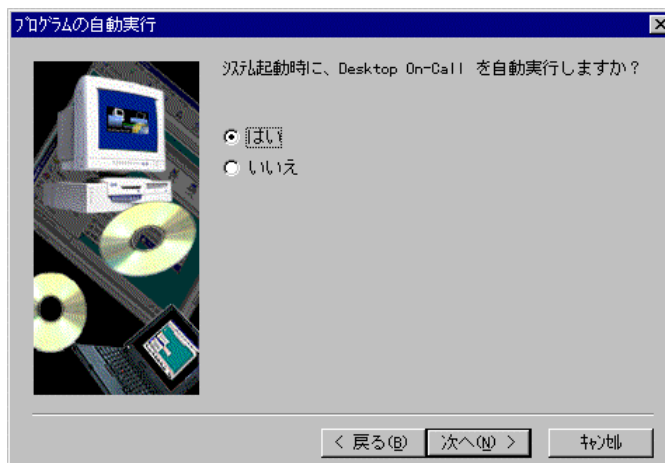 ﾌﾟﾛｸﾞﾗﾑの自動実行
ｼｽﾃﾑ起動時に、Desktop On-Call を自動実行しますか？
はい
いいえ
< 戻る(B)
次へ(N) >
ｷｬﾝｾﾙ